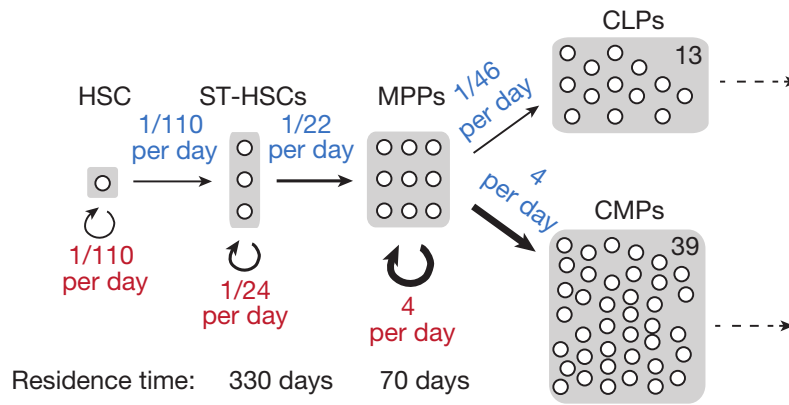 CLPs
13
HSC
ST-HSCs
MPPs
1/110
per day
1/22
per day
1/46
per day
4
per day
CMPs
39
1/110
per day
1/24
per day
4
per day
Residence time: 330 days 70 days